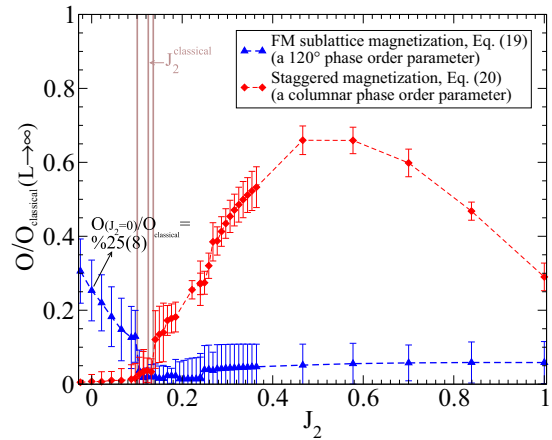 FM sublattice magnetization, Eq. (19)
(a 120° phase order parameter)
Staggered magnetization, Eq. (20)
(a columnar phase order parameter)
J2classical
O(J2=0)/Oclassical =
%25(8)
O/Oclassical(L→∞)
1
0.8
0.6
0.4
0.2
0
0 0.2 0.4 0.6 0.8 1
J2